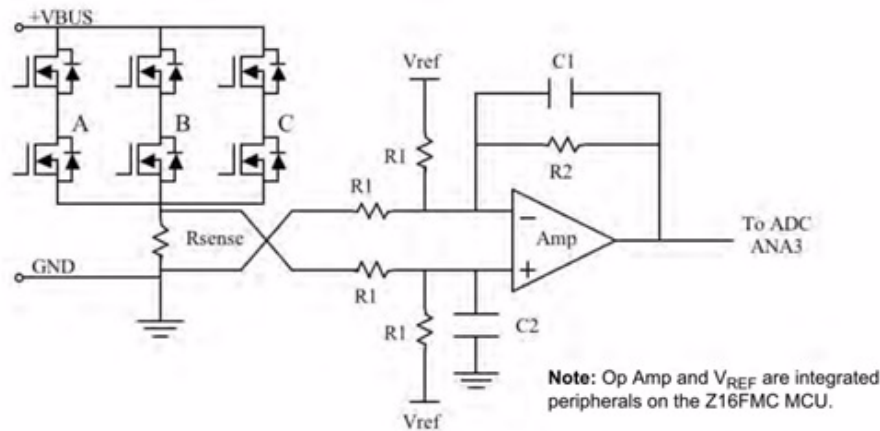 +VBUS
A
B
C
Rsense
GND
Vref
R1
R1
R1
R1
Vref
C1
R2
Amp
C2
To ADC
ANA3
Note: Op Amp and VREF are integrated
peripherals on the Z16FMC MCU.